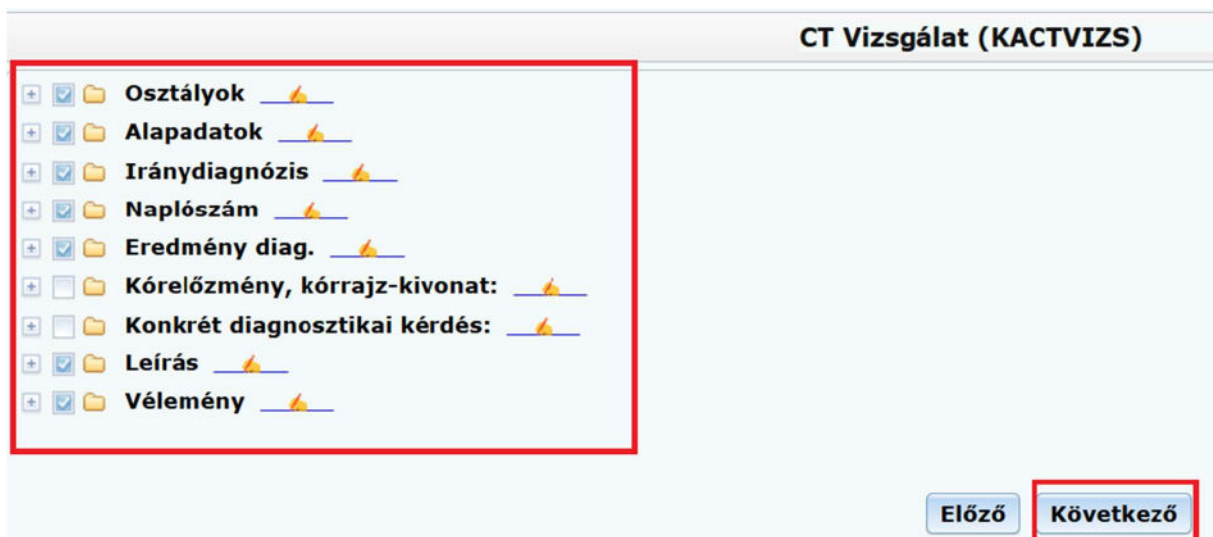 CT Vizsgálat (KACTVIZS)
Osztályok
Alapadatok
Iránydiagnózis
Naplószám
Eredmény diag.
Kórelőzmény, kórrajz-kivonat:
Konkrét diagnosztikai kérdés:
Leírás
Vélemény
Előző Következő